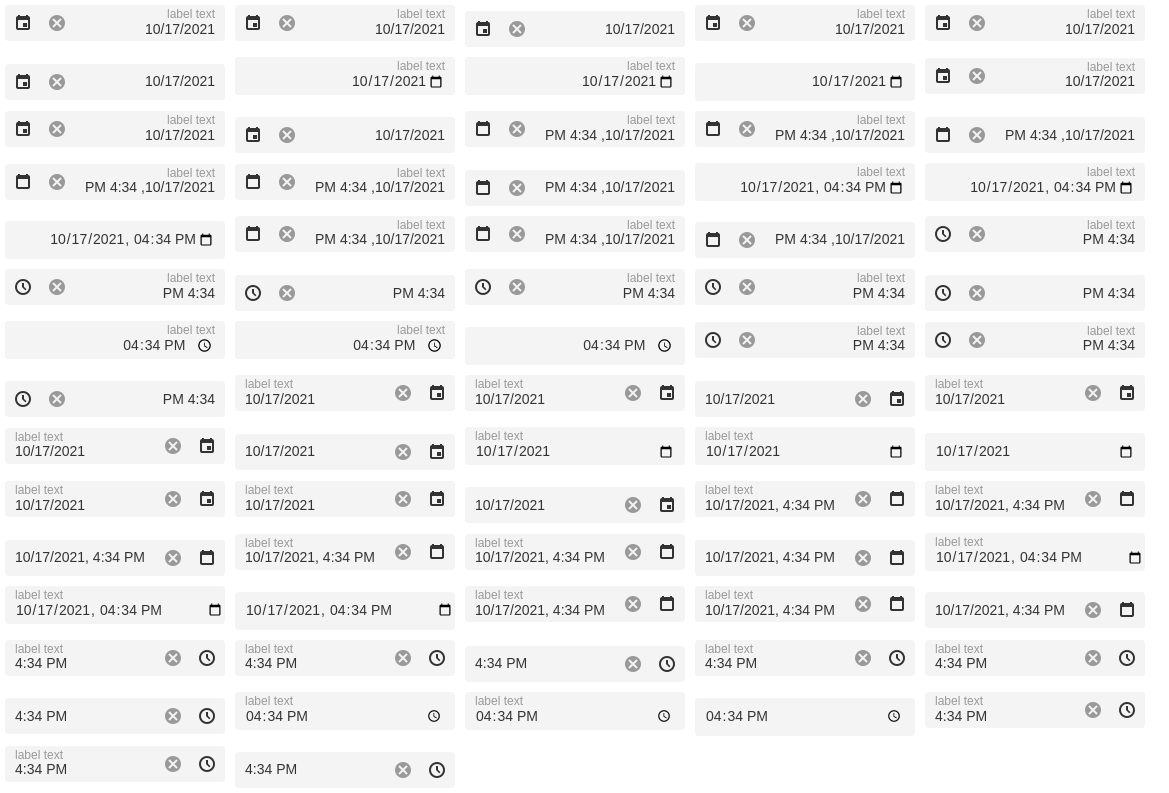 label text
10/17/2021
label text
10/17/2021
10/17/2021
label text
10/17/2021
label text
10/17/2021
10/17/2021
label text
10/17/2021
label text
10/17/2021
10/17/2021
label text
10/17/2021
label text
10/17/2021
10/17/2021
label text
PM 4:34 ,10/17/2021
label text
PM 4:34 ,10/17/2021
PM 4:34 ,10/17/2021
label text
PM 4:34 ,10/17/2021
label text
PM 4:34 ,10/17/2021
PM 4:34 ,10/17/2021
label text
10/17/2021, 04:34 PM
label text
10/17/2021, 04:34 PM
10/17/2021, 04:34 PM
label text
PM 4:34 ,10/17/2021
label text
PM 4:34 ,10/17/2021
PM 4:34 ,10/17/2021
label text
PM 4:34
label text
PM 4:34
PM 4:34
label text
PM 4:34
label text
PM 4:34
PM 4:34
label text
04:34 PM
label text
04:34 PM
04:34 PM
label text
PM 4:34
label text
PM 4:34
PM 4:34
label text
10/17/2021
label text
10/17/2021
10/17/2021
label text
10/17/2021
label text
10/17/2021
10/17/2021
label text
10/17/2021
label text
10/17/2021
10/17/2021
label text
10/17/2021
label text
10/17/2021
10/17/2021
label text
10/17/2021, 4:34 PM
label text
10/17/2021, 4:34 PM
10/17/2021, 4:34 PM
label text
10/17/2021, 4:34 PM
label text
10/17/2021, 4:34 PM
10/17/2021, 4:34 PM
label text
10/17/2021, 04:34 PM
label text
10/17/2021, 04:34 PM
10/17/2021, 04:34 PM
label text
10/17/2021, 4:34 PM
label text
10/17/2021, 4:34 PM
10/17/2021, 4:34 PM
label text
4:34 PM
label text
4:34 PM
4:34 PM
label text
4:34 PM
label text
4:34 PM
4:34 PM
label text
04:34 PM
label text
04:34 PM
04:34 PM
label text
4:34 PM
label text
4:34 PM
4:34 PM